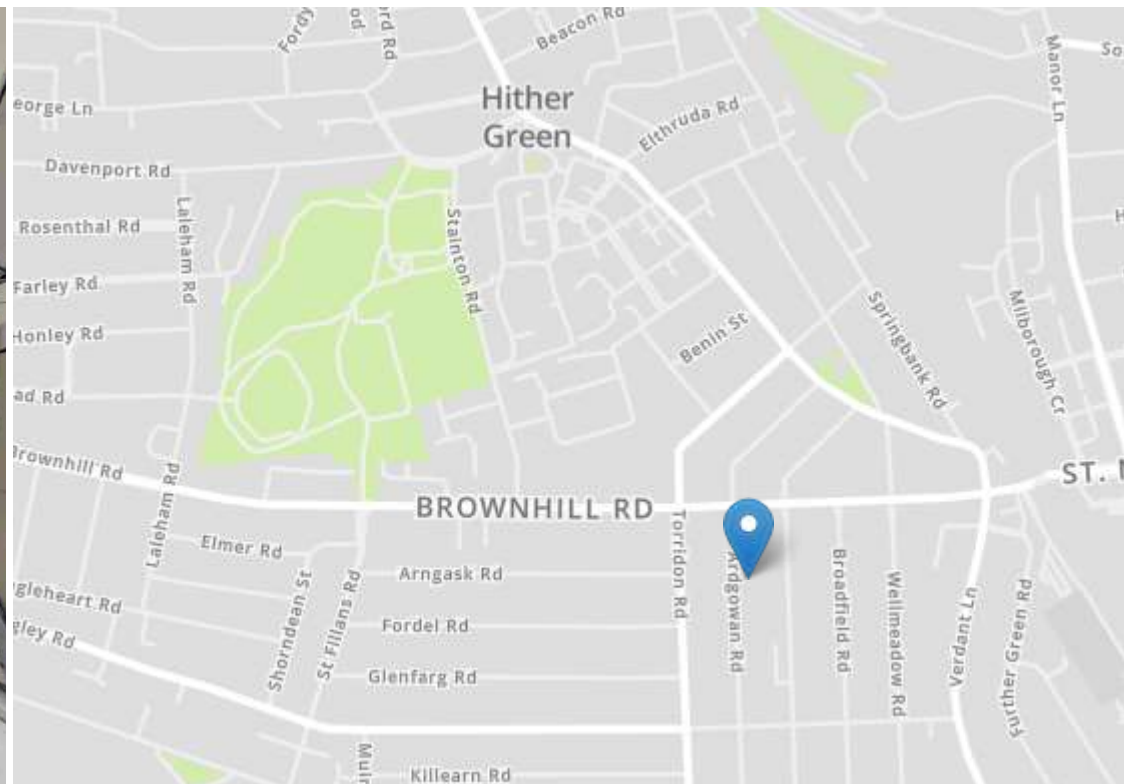 Beacon Rd
Manor Ln
Hither
Green
Elthruda Rd
eorge Ln
Davenport Rd
Laleham Rd
Rosenthal Rd
Stainton Rd
Farley Rd
Honley Rd
Benin St
Springbank Rd
Milborough Cr
ad Rd
Brownhill Rd
Laleham Rd
BROWNHILL RD
ST.
Torridon Rd
Elmer Rd
Arngask Rd
Ardgowan Rd
Broadfield Rd
Wellmeadow Rd
Verdant Ln
Further Green Rd
Shorndean St
St Fillans Rd
gleheart Rd
Fordel Rd
gley Rd
Glenfarg Rd
Killearn Rd